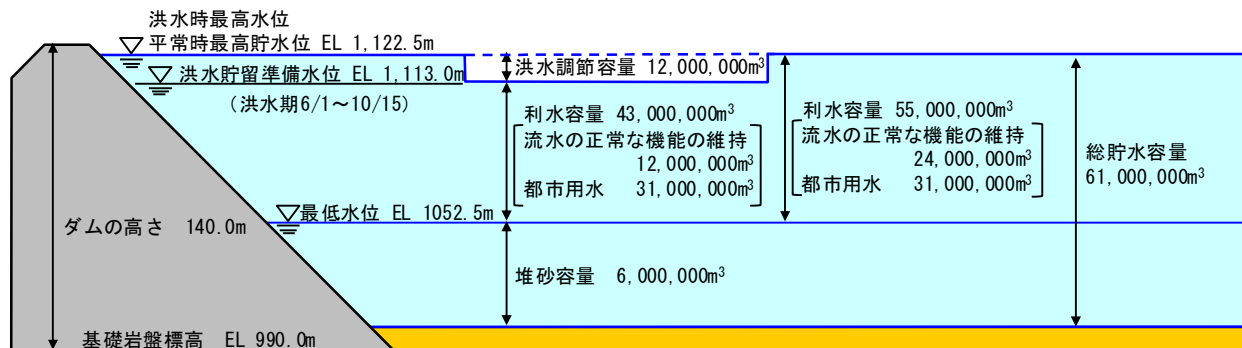 洪水時最高水位
平常時最高貯水位 EL 1,122.5m
洪水貯留準備水位 EL 1,113.0m
(洪水期6/1～10/15)
洪水調節容量 12,000,000m³
利水容量 43,000,000m³
流水の正常な機能の維持
12,000,000m³
都市用水 31,000,000m³
利水容量 55,000,000m³
流水の正常な機能の維持
24,000,000m³
都市用水 31,000,000m³
総貯水容量
61,000,000m³
最低水位 EL 1052.5m
ダムの高さ 140.0m
堆砂容量 6,000,000m³
基礎岩盤標高 EL 990.0m